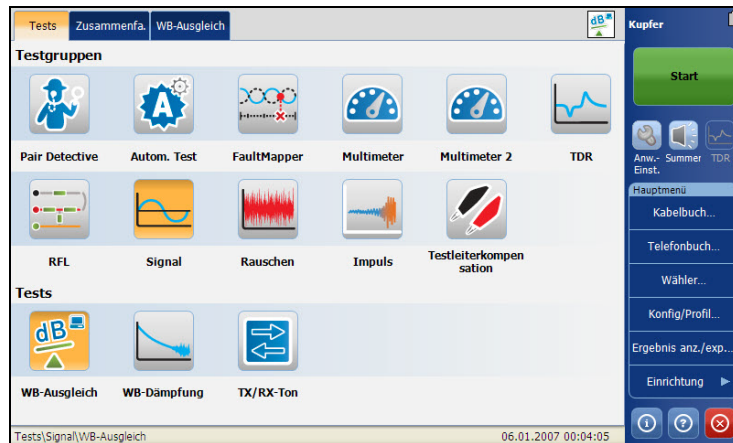 Tests Zusammenfa. WB-Ausgleich dB
Testgruppen
A
Pair Detective Autom. Test FaultMapper Multimeter Multimeter 2 TDR
RFL Signal Rauschen Impuls Testleiterkompen
sation
Tests
dB
WB-Ausgleich WB-Dämpfung TX/RX-Ton
Tests\Signal\WB-Ausgleich 06.01.2007 00:04:05
Kupfer
Start
Anw.- Summer TDR
Einst.
Hauptmenü
Kabelbuch...
Telefonbuch...
Wähler...
Konfig/Profil...
Ergebnis anz./exp...
Einrichtung